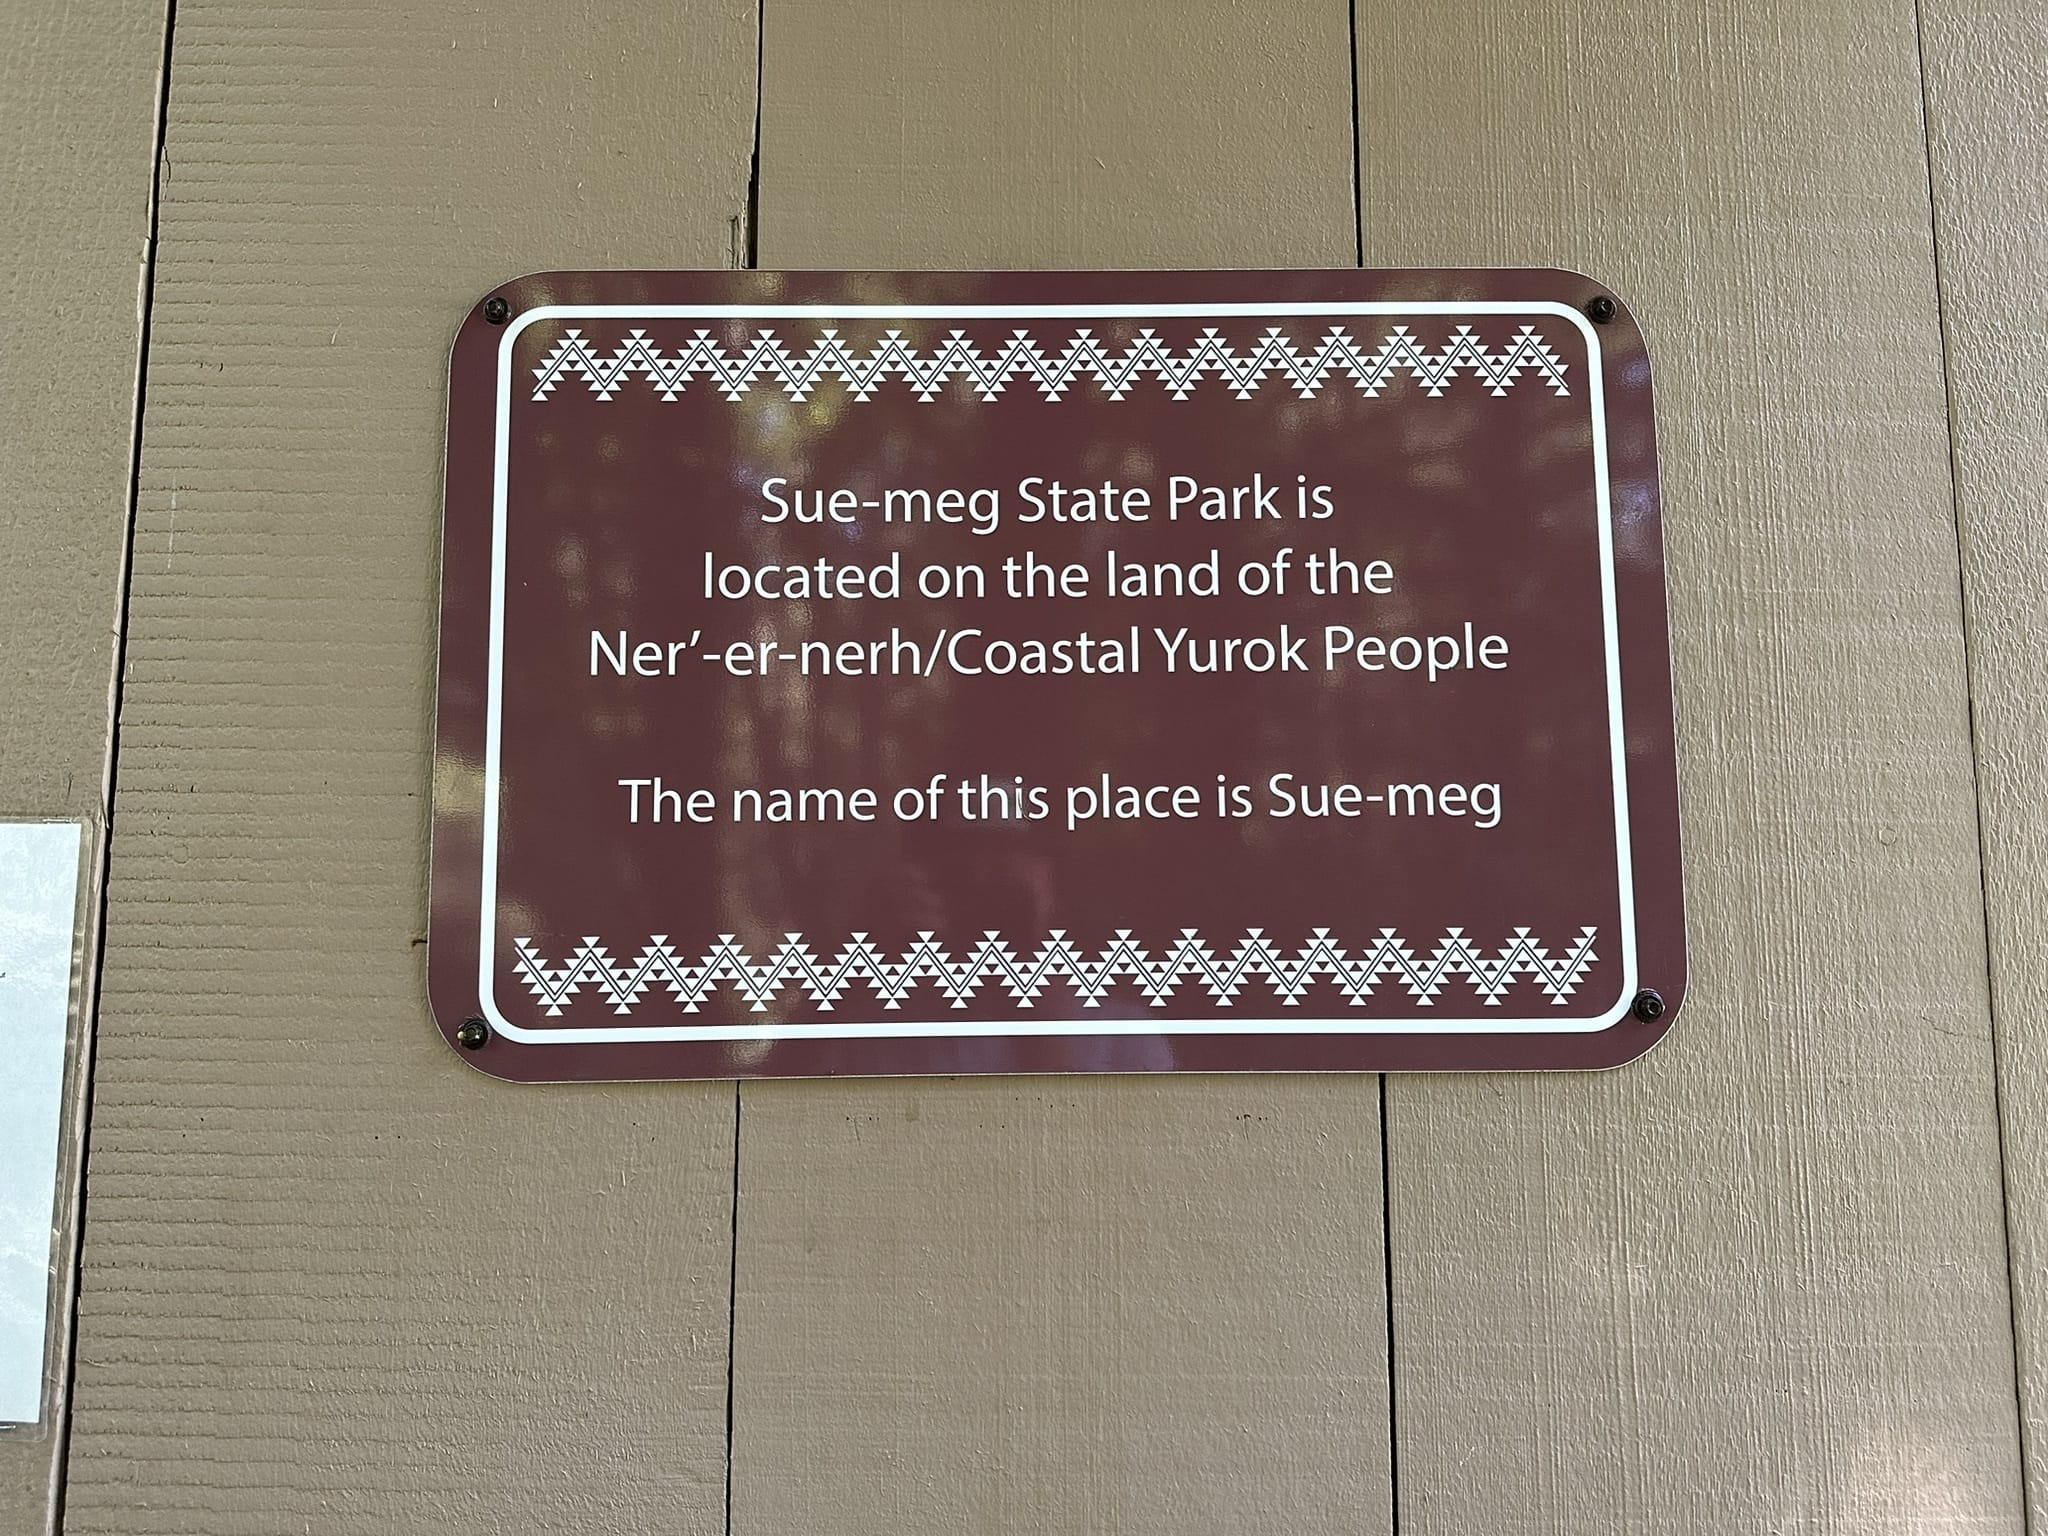 Sue-meg State Park is
located on the land of the
Ner’-er-nerh/Coastal Yurok People
The name of this place is Sue-meg